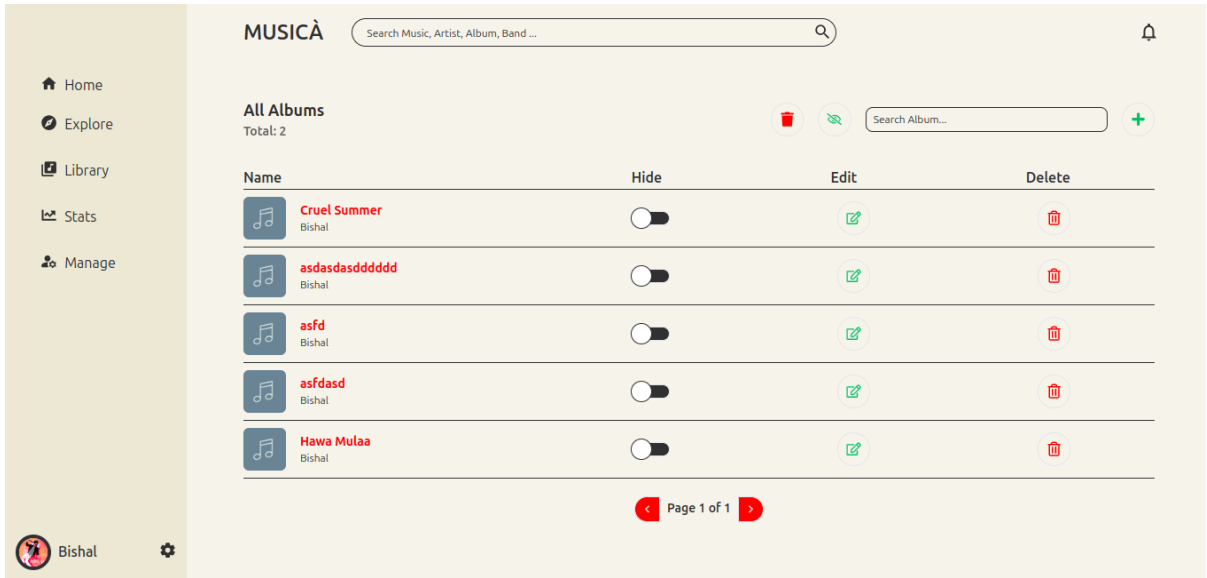 MUSICÀ
Search Music, Artist, Album, Band ...
Home
Explore
Library
Stats
Manage
All Albums
Total: 2
Search Album...
Name Hide Edit Delete
Cruel Summer
Bishal
asdasdasdddddd
Bishal
asfd
Bishal
asfdasd
Bishal
Hawa Mulaa
Bishal
Page 1 of 1
Bishal